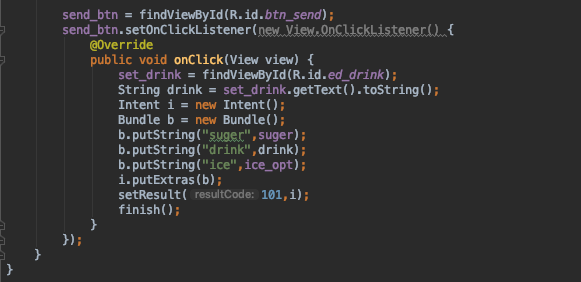 send_btn = findViewById(R.id.btn_send);
send_btn.setOnClickListener(new View.OnClickListener() {
@Override
public void onClick(View view) {
set_drink = findViewById(R.id.ed_drink);
String drink = set_drink.getText().toString();
Intent i = new Intent();
Bundle b = new Bundle();
b.putString("suger",suger);
b.putString("drink",drink);
b.putString("ice",ice_opt);
i.putExtras(b);
setResult( resultCode: 101,i);
finish();
}
});
}
}